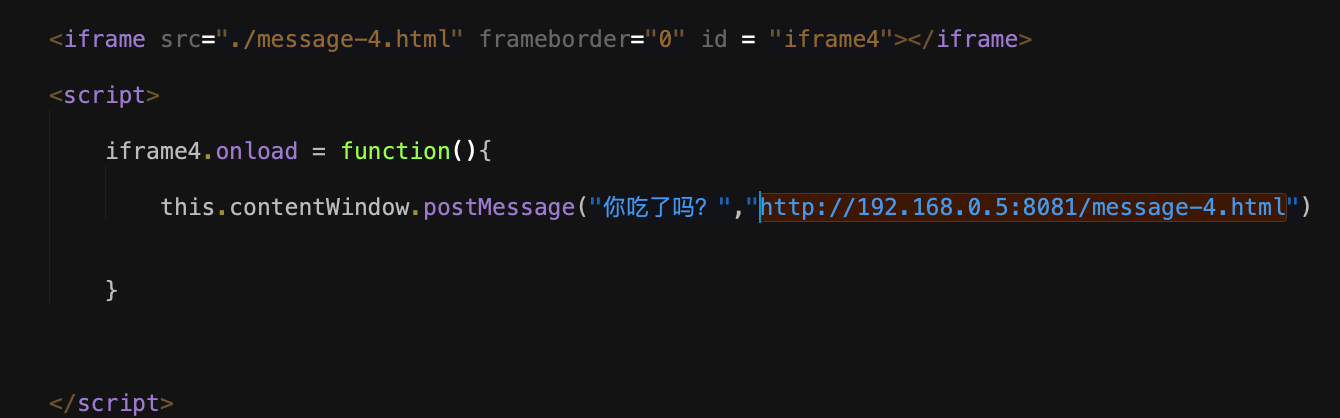 <iframe src="./message-4.html" frameborder="0" id = "iframe4"></iframe>
<script>
iframe4.onload = function(){
this.contentWindow.postMessage("你吃了吗？","http://192.168.0.5:8081/message-4.html")
}
</script>